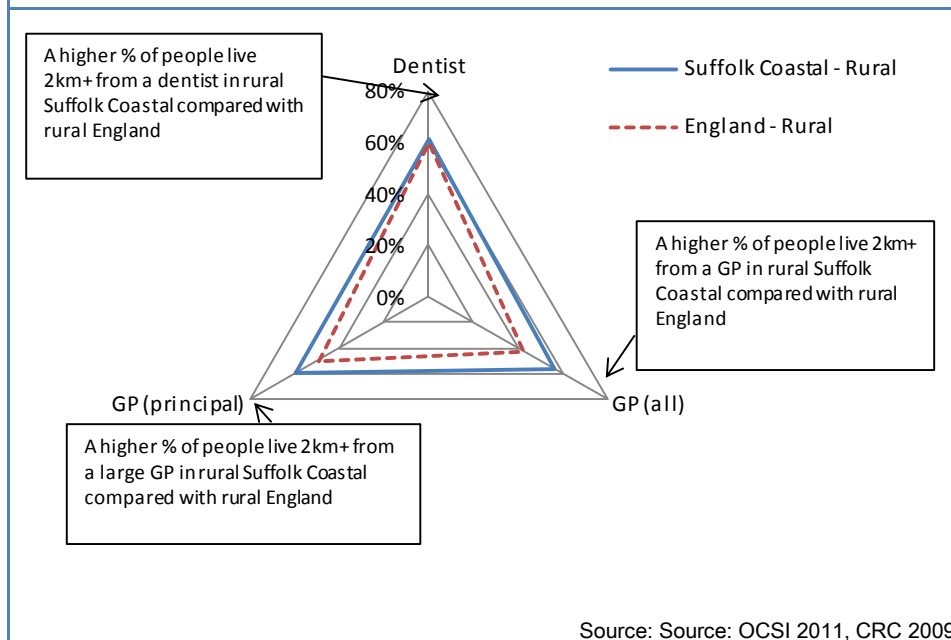 A higher % of people live
2km+ from a dentist in rural
Suffolk Coastal compared with
rural England
Dentist
80%
60%
40%
20%
0%
Suffolk Coastal - Rural
England - Rural
A higher % of people live 2km+
from a GP in rural Suffolk
Coastal compared with rural
England
GP (principal)
GP (all)
A higher % of people live 2km+ from
a large GP in rural Suffolk Coastal
compared with rural England
Source: Source: OCSI 2011, CRC 2009